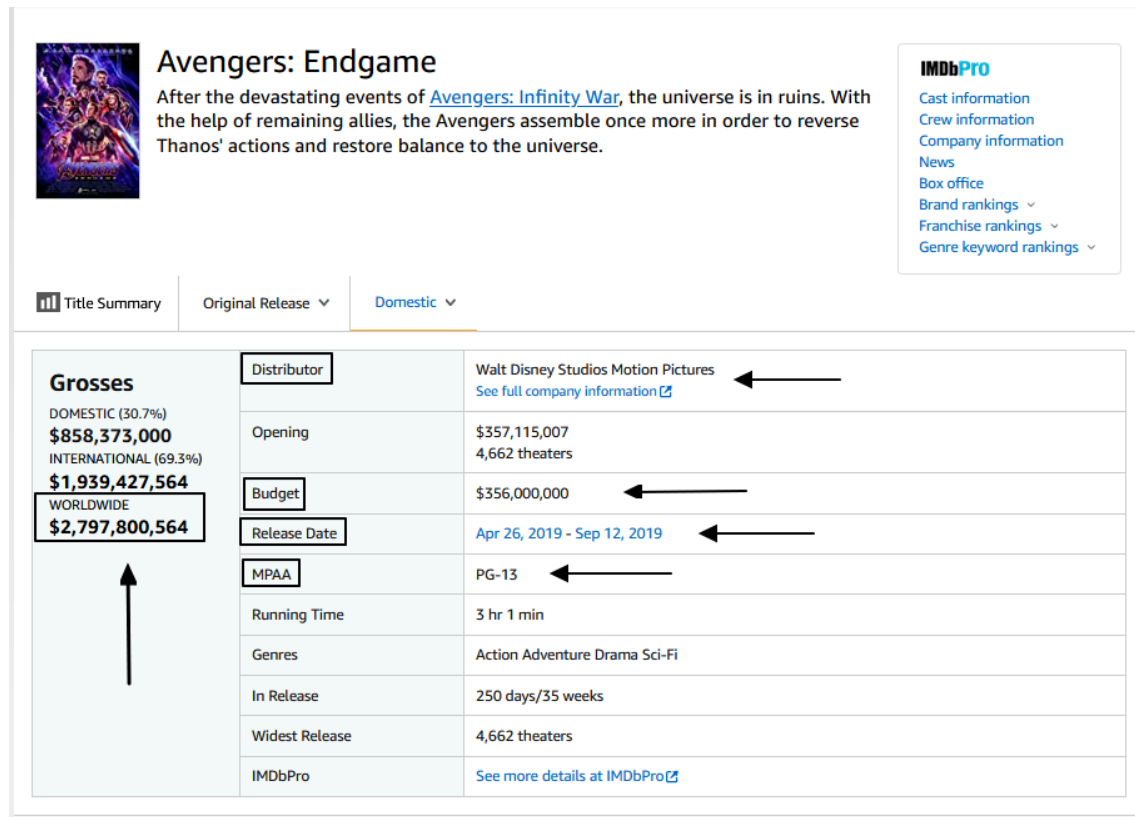 Avengers: Endgame
After the devastating events of Avengers: Infinity War, the universe is in ruins. With
the help of remaining allies, the Avengers assemble once more in order to reverse
Thanos' actions and restore balance to the universe.
IMDbPro
Cast information
Crew information
Company information
News
Box office
Brand rankings
Franchise rankings
Genre keyword rankings
Title Summary
Original Release
Domestic
Grosses
DOMESTIC (30.7%)
$858,373,000
INTERNATIONAL (69.3%)
$1,939,427,564
WORLDWIDE
$2,797,800,564
Distributor
Walt Disney Studios Motion Pictures
See full company information
Opening
$357,115,007
4,662 theaters
Budget
$356,000,000
Release Date
Apr 26, 2019 - Sep 12, 2019
MPAA
PG-13
Running Time
3 hr 1 min
Genres
Action Adventure Drama Sci-Fi
In Release
250 days/35 weeks
Widest Release
4,662 theaters
IMDbPro
See more details at IMDbPro